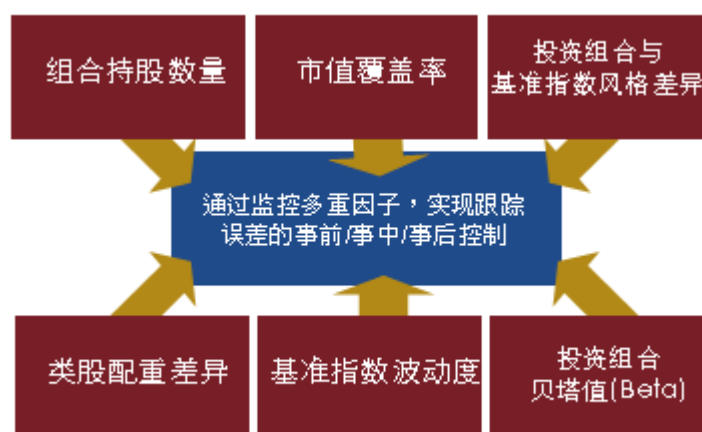 组合持股数量
市值覆盖率
投资组合与
基准指数风格差异
通过监控多重因子，实现跟踪
误差的事前/事中/事后控制
类股配重差异
基准指数波动度
投资组合
贝塔值(Beta)